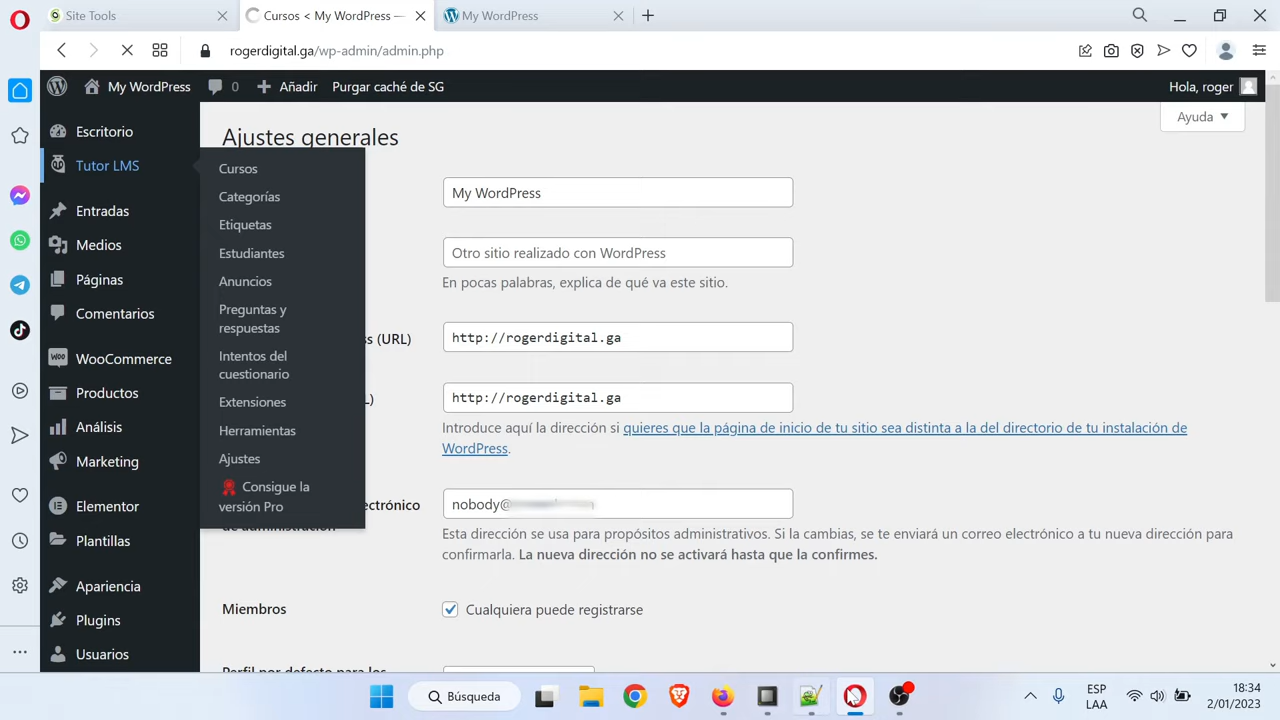 Site Tools
Cursos < My WordPress —
My WordPress
rogerdigital.ga/wp-admin/admin.php
My WordPress
0
Añadir
Purgar caché de SG
Hola, roger
Ayuda
Escritorio
Tutor LMS
Entradas
Medios
Páginas
Comentarios
WooCommerce
Productos
Análisis
Marketing
Elementor
Plantillas
Apariencia
Plugins
Usuarios
Cursos
Categorías
Etiquetas
Estudiantes
Anuncios
Preguntas y
respuestas
Intentos del
cuestionario
Extensiones
Herramientas
Ajustes
Consigue la
versión Pro
Ajustes generales
My WordPress
Otro sitio realizado con WordPress
En pocas palabras, explica de qué va este sitio.
(URL)
http://rogerdigital.ga
http://rogerdigital.ga
Introduce aquí la dirección si quieres que la página de inicio de tu sitio sea distinta a la del directorio de tu instalación de
WordPress.
nobody@
Esta dirección se usa para propósitos administrativos. Si la cambias, se te enviará un correo electrónico a tu nueva dirección para
confirmarla. La nueva dirección no se activará hasta que la confirmes.
Miembros
Cualquiera puede registrarse
Perfil por defecto para los
Búsqueda
ESP
LAA
18:34
2/01/2023